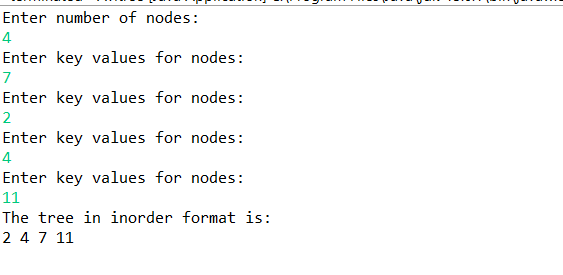 Enter number of nodes:
4
Enter key values for nodes:
7
Enter key values for nodes:
2
Enter key values for nodes:
4
Enter key values for nodes:
11
The tree in inorder format is:
2 4 7 11